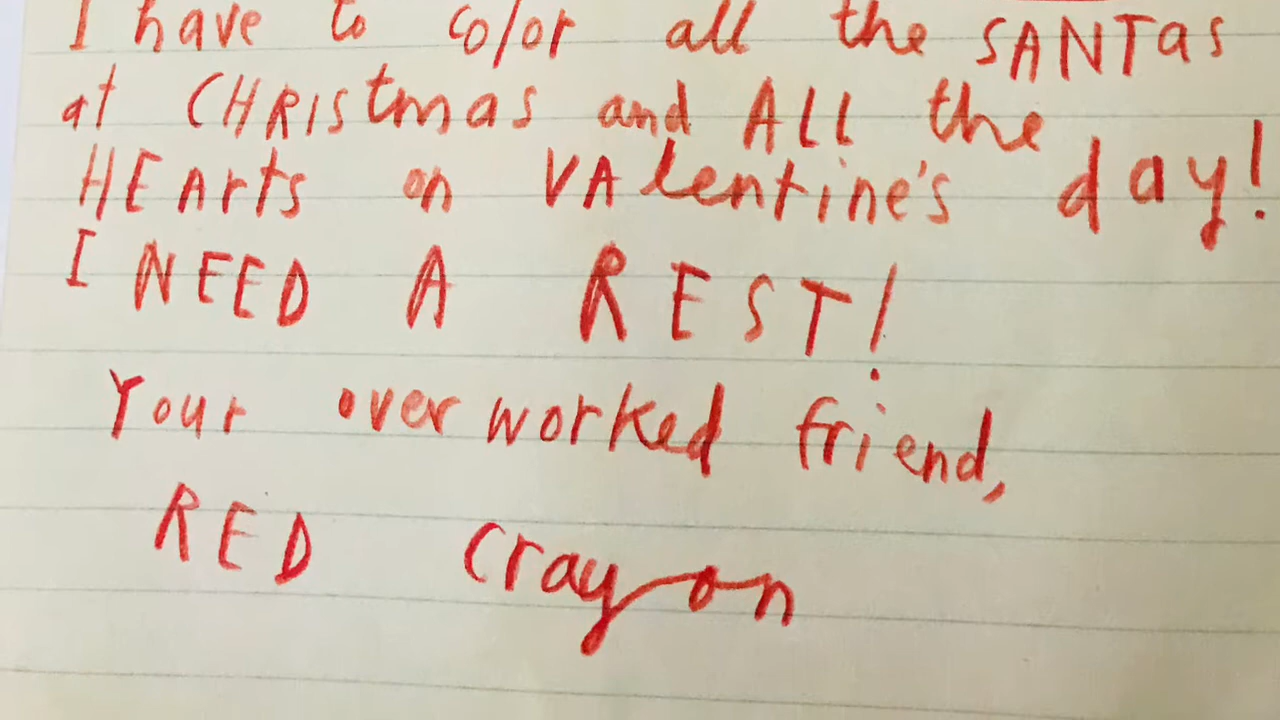 I have to color all the SANTas
at CHRIStmas and ALL the
HEArts on VAlentine's day!
I NEED A REST!
Your overworked friend,
RED crayon